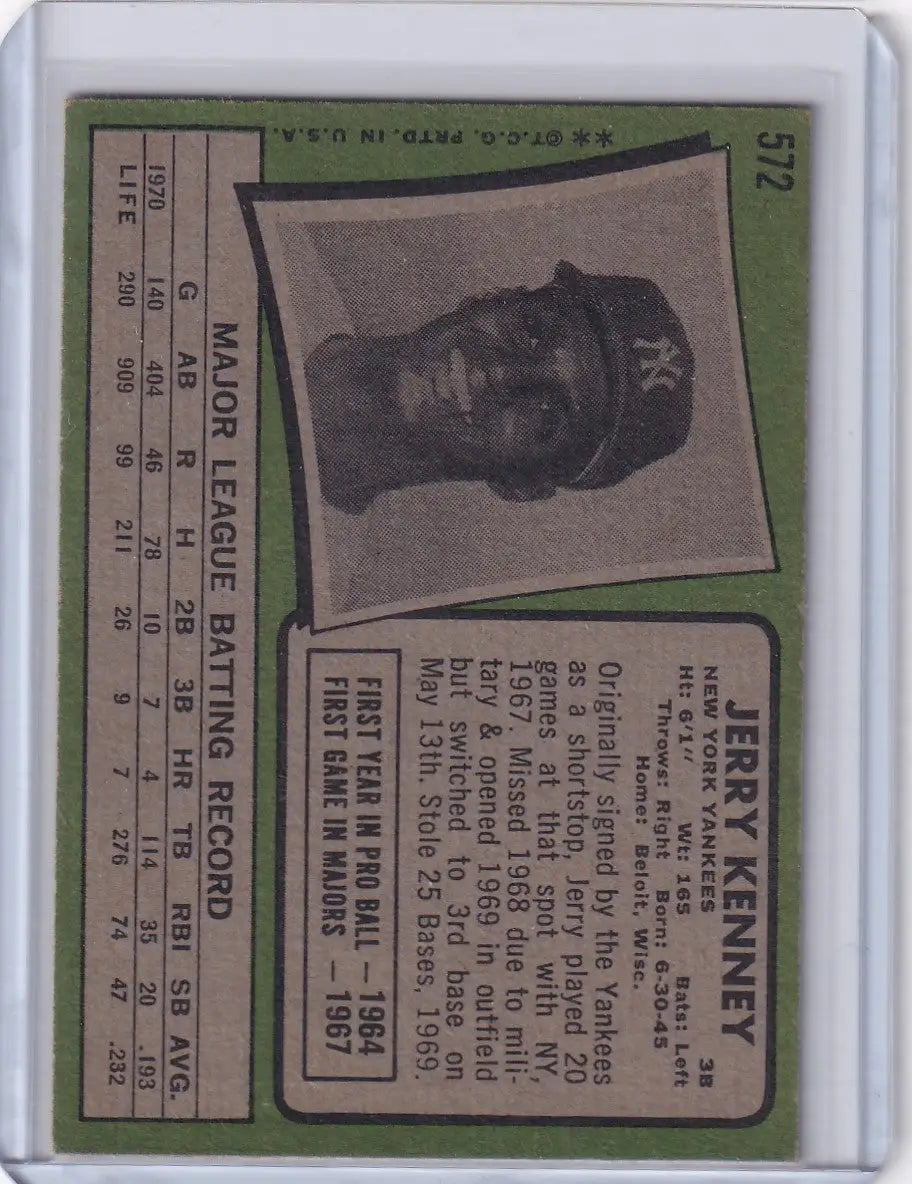 572
**©T.C.G. PRTD. IN U.S.A.
NY
JERRY KENNEY
NEW YORK YANKEES 3B
Ht: 6'1" Wt: 165 Bats: Left
Throws: Right Born: 6-30-45
Home: Beloit, Wisc.
Originally signed by the Yankees
as a shortstop, Jerry played 20
games at that spot with NY,
1967. Missed 1968 due to mili-
tary & opened 1969 in outfield
but switched to 3rd base on
May 13th. Stole 25 Bases, 1969.
FIRST YEAR IN PRO BALL — 1964
FIRST GAME IN MAJORS — 1967
MAJOR LEAGUE BATTING RECORD
G AB R H 2B 3B HR TB RBI SB AVG.
1970 140 404 46 78 10 7 4 114 35 20 .193
LIFE 290 909 99 211 26 9 7 276 74 47 .232